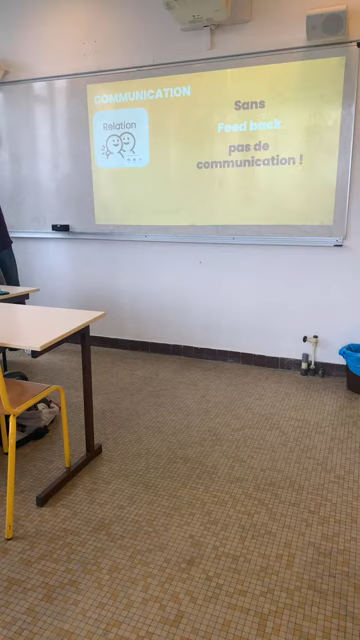 COMMUNICATION
Relation
Sans
Feed back
pas de
communication !